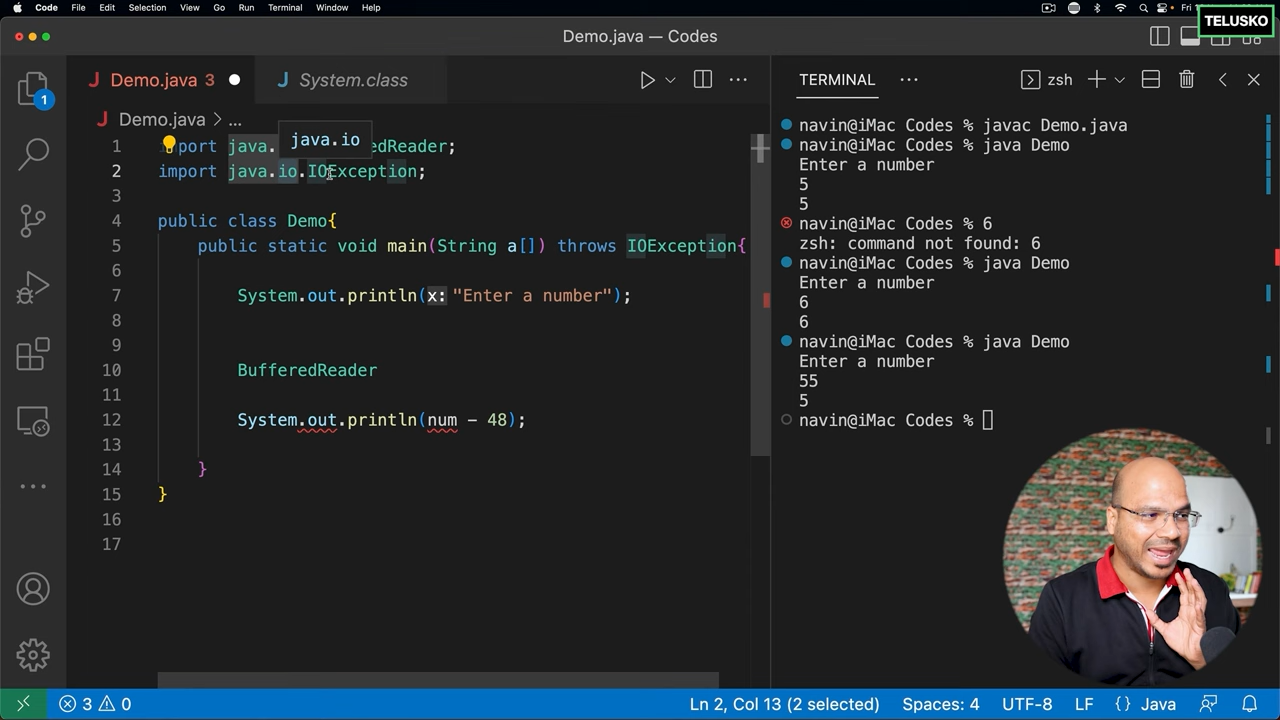 Code File Edit Selection View Go Run Terminal Window Help Fri
TELUSKO
Demo.java — Codes
J Demo.java 3
J System.class
TERMINAL
zsh
1
J Demo.java > ...
java.io
1 import java. edReader;
2 import java.io.IOException;
3
4 public class Demo{
5 public static void main(String a[]) throws IOException{
6
7 System.out.println(x: "Enter a number");
8
9
10 BufferedReader
11
12 System.out.println(num - 48);
13
14 }
15 }
16
17
navin@iMac Codes % javac Demo.java
navin@iMac Codes % java Demo
Enter a number
5
5
navin@iMac Codes % 6
zsh: command not found: 6
navin@iMac Codes % java Demo
Enter a number
6
6
navin@iMac Codes % java Demo
Enter a number
55
5
navin@iMac Codes %
3 0 Ln 2, Col 13 (2 selected) Spaces: 4 UTF-8 LF {} Java